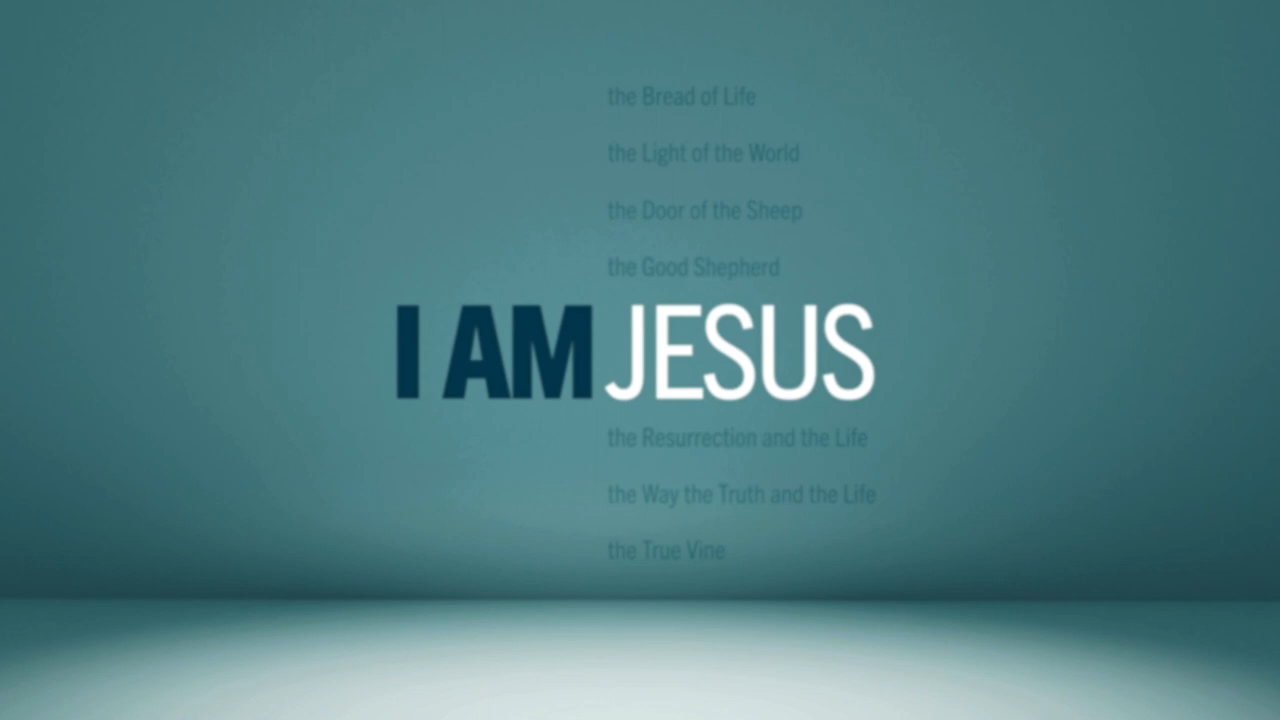 the Bread of Life
the Light of the World
the Door of the Sheep
the Good Shepherd
I AM JESUS
the Resurrection and the Life
the Way the Truth and the Life
the True Vine